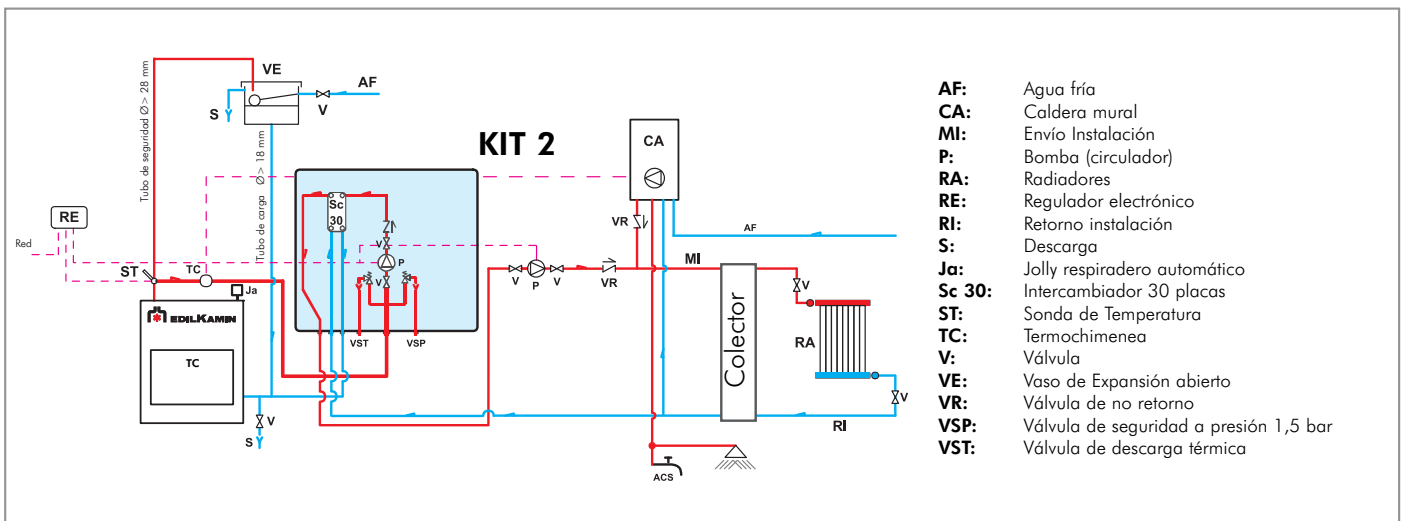 Tubo de seguridad Ø > 28 mm
VE
AF
S
V
Tubo de carga Ø > 18 mm
KIT 2
CA
RE
Red
Sc
30
V
P
V
VR
AF
ST
TC
Ja
MI
V
P
V
VR
V
EDILKAMIN
TC
VST
VSP
Colector
RA
V
V
S
RI
ACS
AF: Agua fría
CA: Caldera mural
MI: Envío Instalación
P: Bomba (circulador)
RA: Radiadores
RE: Regulador electrónico
RI: Retorno instalación
S: Descarga
Ja: Jolly respiradero automático
Sc 30: Intercambiador 30 placas
ST: Sonda de Temperatura
TC: Termochimenea
V: Válvula
VE: Vaso de Expansión abierto
VR: Válvula de no retorno
VSP: Válvula de seguridad a presión 1,5 bar
VST: Válvula de descarga térmica